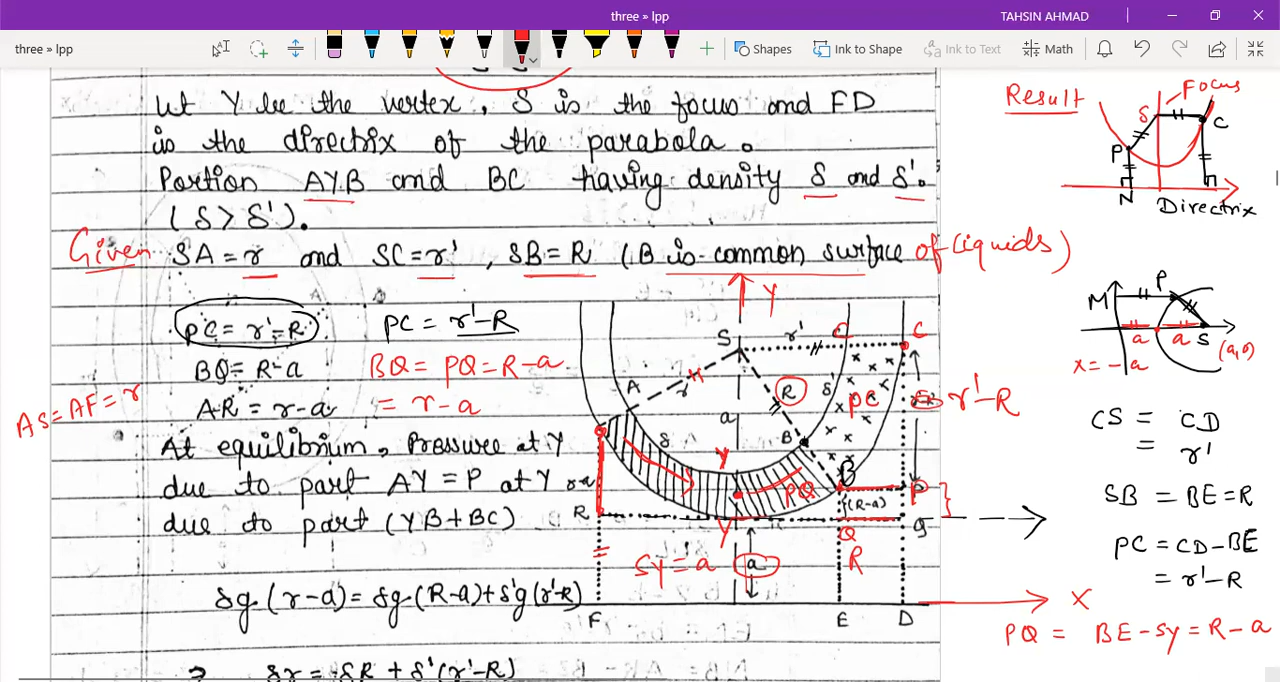 three » lpp
TAHSIN AHMAD
three » lpp
Shapes
Ink to Shape
Ink to Text
Math
Let Y be the vertex, S is the focus and FD
is the directrix of the parabola.
Portion AYB and BC having density δ and δ'.
(δ > δ').
Given SA = r and SC = r', SB = R (B is common surface of liquids)
PC = r'-R
PC = r'-R
BQ = R-a
BQ = PQ = R-a
AR = r-a
= r-a
AS = AF = r
At equilibrium, Pressure at Y
due to part AY = P at Y
due to part (YB + BC)
δg(r-a) = δg(R-a) + δ'g(r'-R)
⇒ δr = δR + δ'(r'-R)
Y
S
r'
C
C
A
r
R
δ'
PC
r'-R
a
δ
Y
B
B
PQ
P
(R-a)
R
Y
Q
g
SY = a
a
R
F
E
D
X
Result
Focus
S
C
P
N
Directrix
M
P
a
a
S
x = -a
(a,0)
CS = CD
= r'
SB = BE = R
PC = CD - BE
= r'-R
PQ = BE - SY = R - a